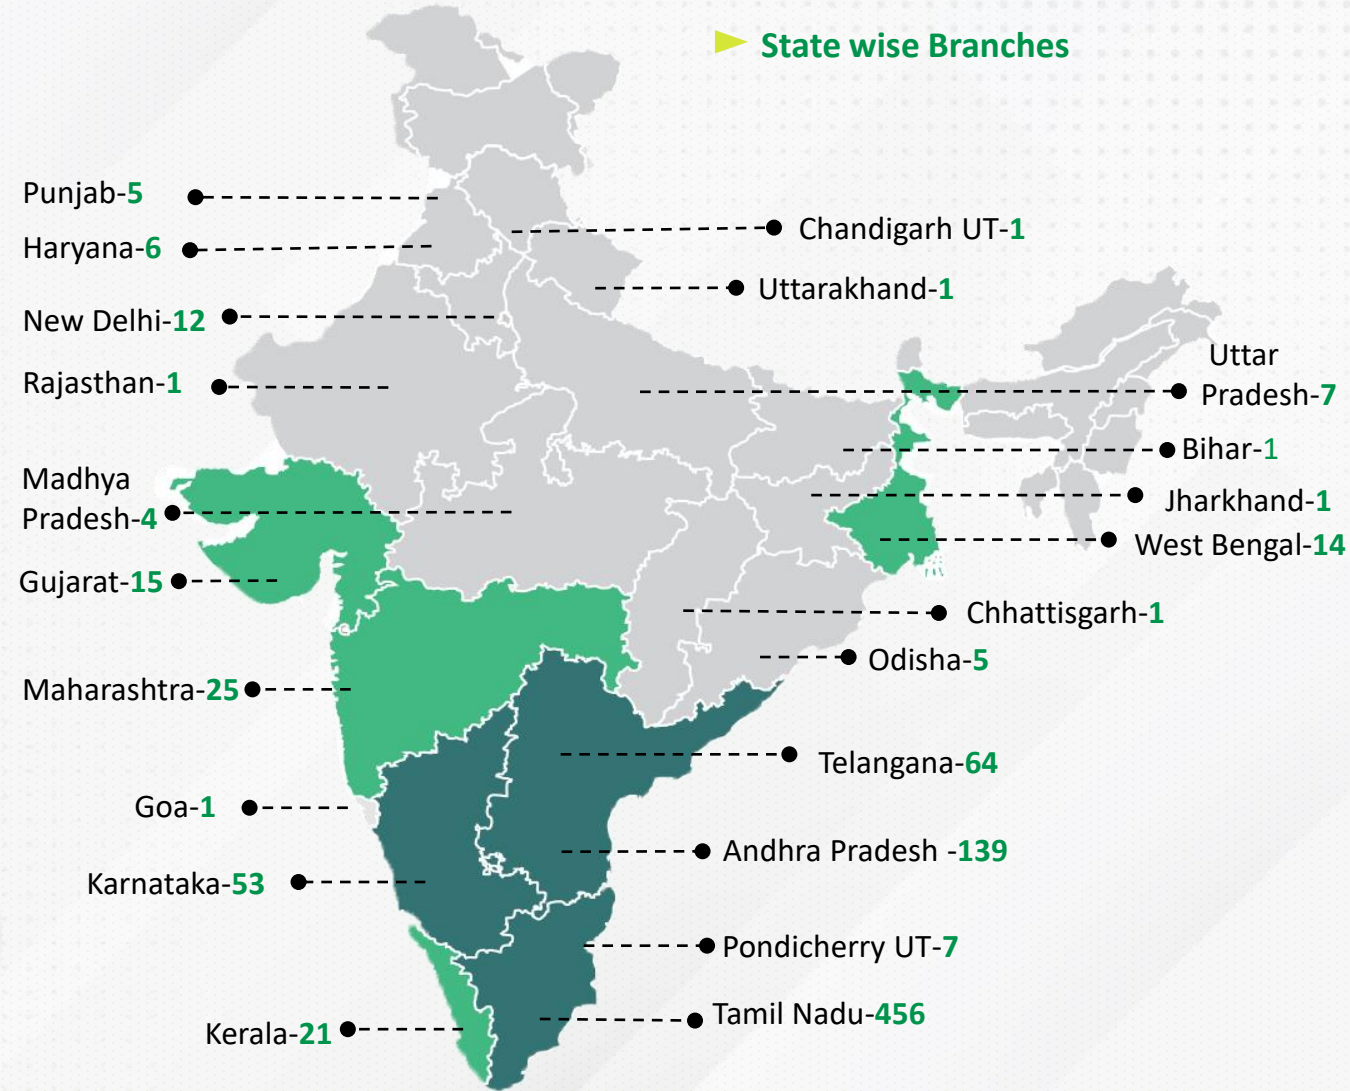 State wise Branches
Punjab-5
Haryana-6
New Delhi-12
Rajasthan-1
Madhya
Pradesh-4
Gujarat-15
Maharashtra-25
Goa-1
Karnataka-53
Kerala-21
Chandigarh UT-1
Uttarakhand-1
Uttar
Pradesh-7
Bihar-1
Jharkhand-1
West Bengal-14
Chhattisgarh-1
Odisha-5
Telangana-64
Andhra Pradesh -139
Pondicherry UT-7
Tamil Nadu-456